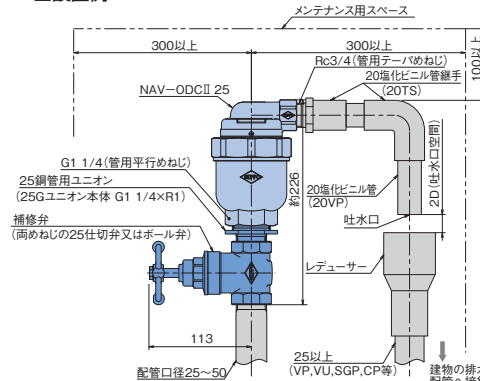 メンテナンス用スペース
300以上
300以上
100以上
Rc3/4(管用テーパめねじ)
20塩化ビニル管継手
(20TS)
NAV-ODCⅡ 25
G1 1/4(管用平行めねじ)
25銅管用ユニオン
(25Gユニオン本体 G1 1/4×R1)
補修弁
(両めねじの25仕切弁又はボール弁)
約226
20塩化ビニル管
(20VP)
2D(吐水口空間)
吐水口
レデューサー
113
配管口径25~50
25以上
(VP,VU,SGP,CP等)
建物の排